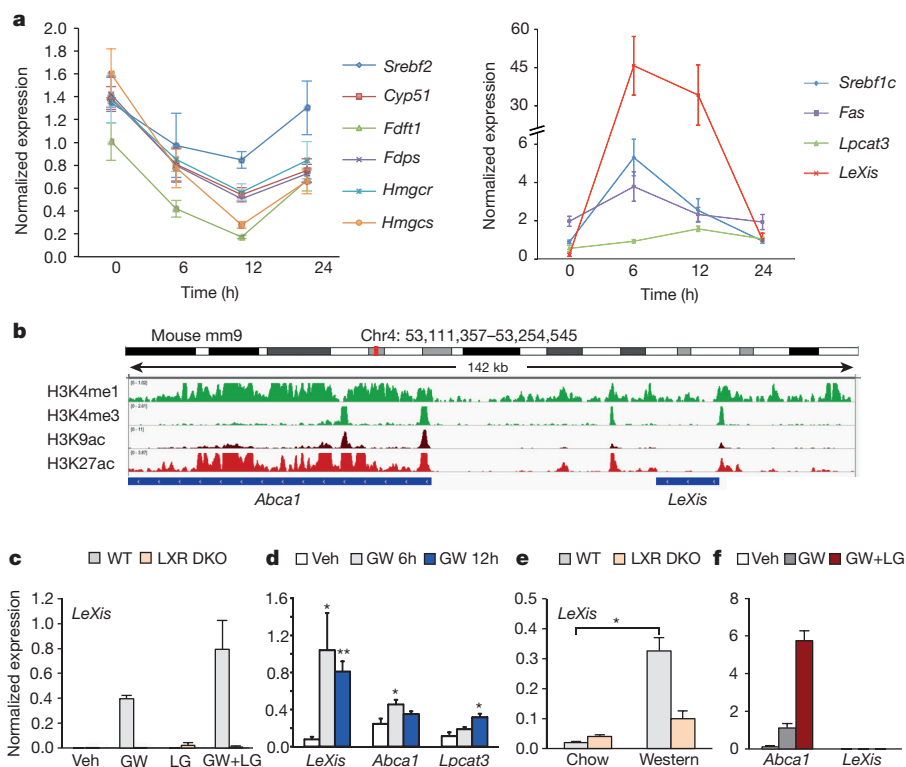 a
2.0
1.8
1.6
1.4
1.2
1.0
0.8
0.6
0.4
0.2
0.0
Normalized expression
0 6 12 24
Time (h)
Srebf2
Cyp51
Fdft1
Fdps
Hmgcr
Hmgcs
60
45
30
6
4
2
0
Normalized expression
0 6 12 24
Time (h)
Srebf1c
Fas
Lpcat3
LeXis
b
Mouse mm9 Chr4: 53,111,357–53,254,545
142 kb
H3K4me1
H3K4me3
H3K9ac
H3K27ac
Abca1 LeXis
c WT LXR DKO
LeXis
Normalized expression
1.2
1.0
0.8
0.6
0.4
0.2
0.0
Veh GW LG GW+LG
d Veh GW 6h GW 12h
1.6
1.2
0.8
0.4
0.0
* ** * *
LeXis Abca1 Lpcat3
e WT LXR DKO
LeXis
*
0.5
0.4
0.3
0.2
0.1
0.0
Chow Western
f Veh GW GW+LG
8
6
4
2
0
Abca1 LeXis